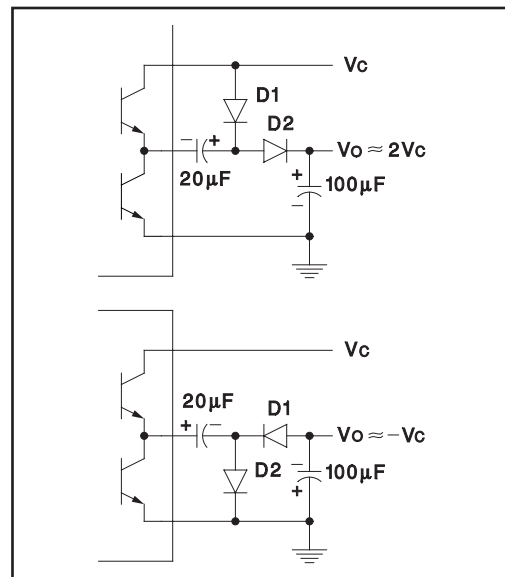 Vc
D1
D2
− +
20µF
Vo ≈ 2Vc
+
100µF
−
Vc
20µF
+ −
D1
Vo ≈ −Vc
D2
−
100µF
+